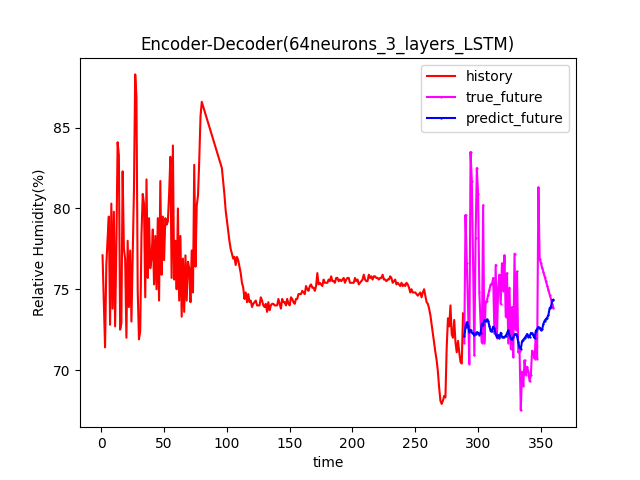 Encoder-Decoder(64neurons_3_layers_LSTM)
history
true_future
predict_future
Relative Humidity(%)
85
80
75
70
0
50
100
150
200
250
300
350
time